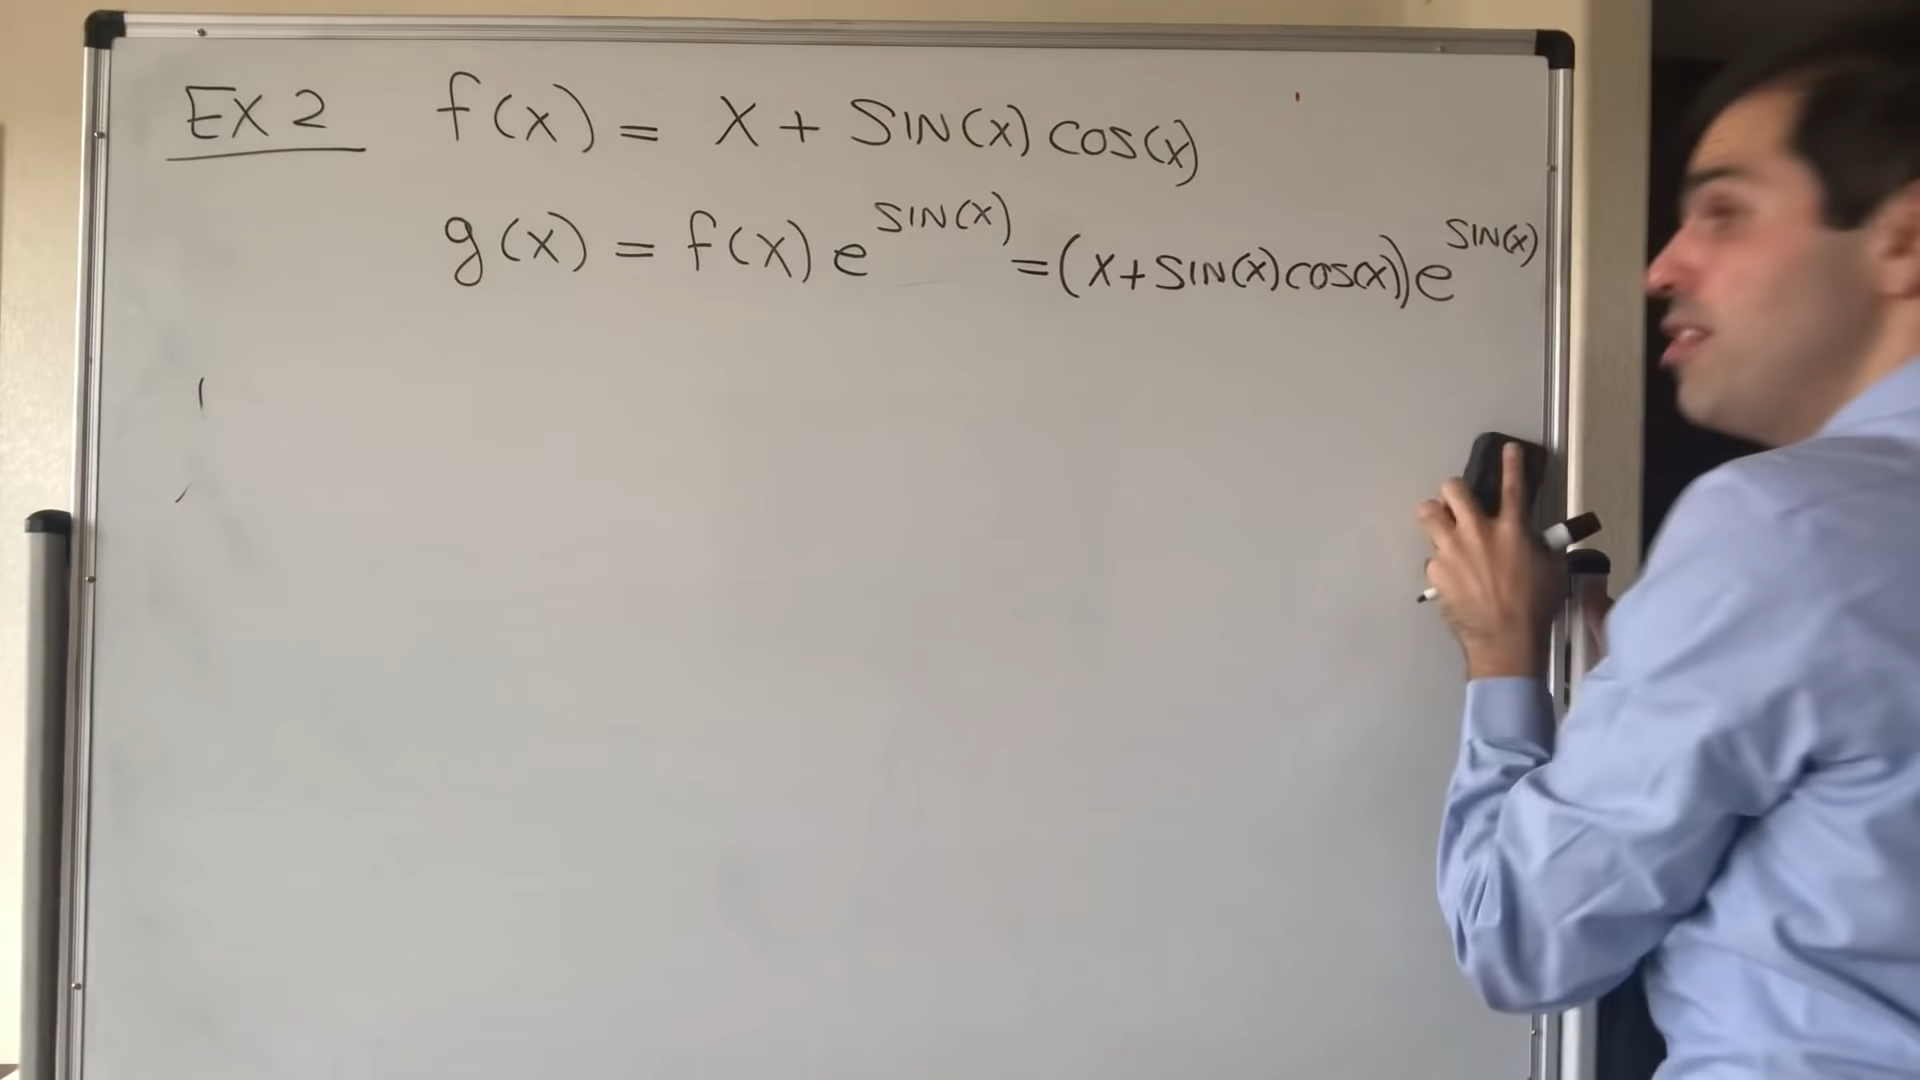 EX 2 f(x) = x + SIN(x) COS(x)
g(x) = f(x) e^SIN(x) = (x+SIN(x)COS(x)) e^SIN(x)